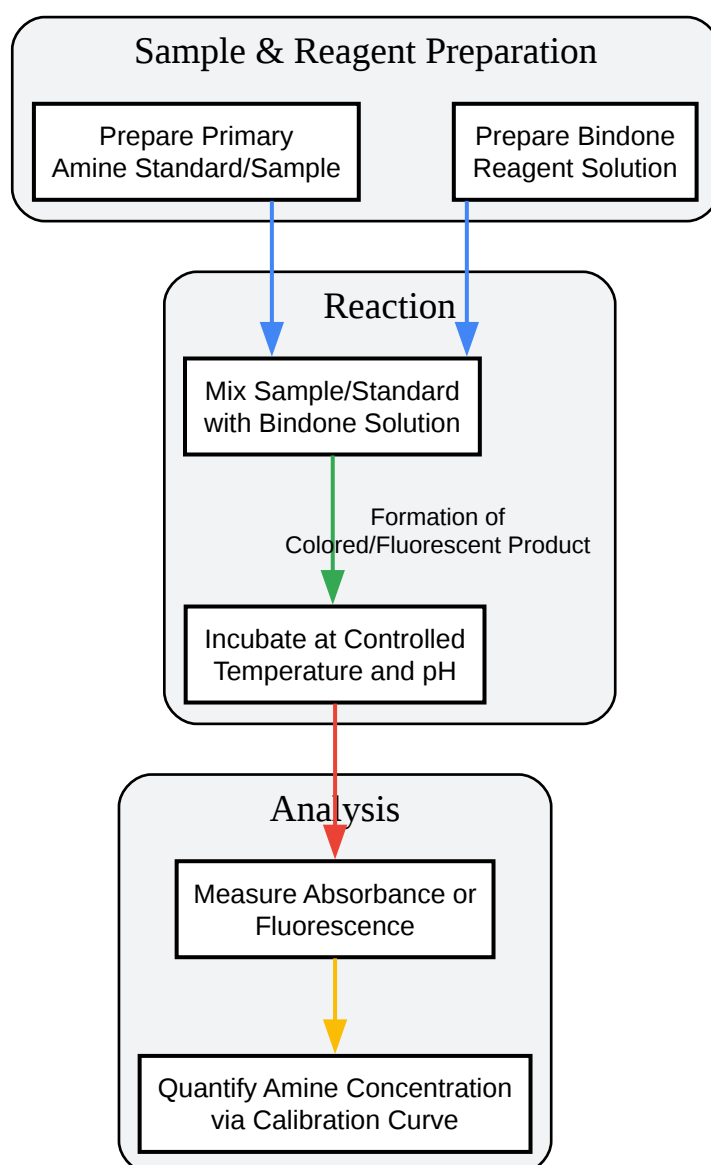 Sample & Reagent Preparation
Prepare Primary
Amine Standard/Sample
Prepare Bindone
Reagent Solution
Reaction
Mix Sample/Standard
with Bindone Solution
Formation of
Colored/Fluorescent Product
Incubate at Controlled
Temperature and pH
Analysis
Measure Absorbance or
Fluorescence
Quantify Amine Concentration
via Calibration Curve